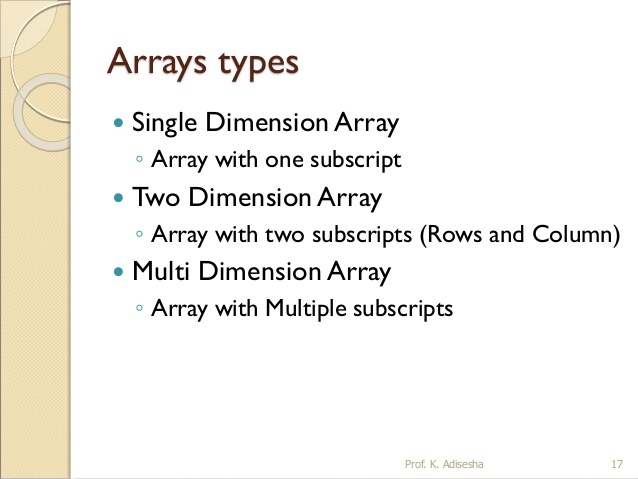 Arrays types
• Single Dimension Array
◦ Array with one subscript
• Two Dimension Array
◦ Array with two subscripts (Rows and Column)
• Multi Dimension Array
◦ Array with Multiple subscripts
Prof. K. Adisesha 17